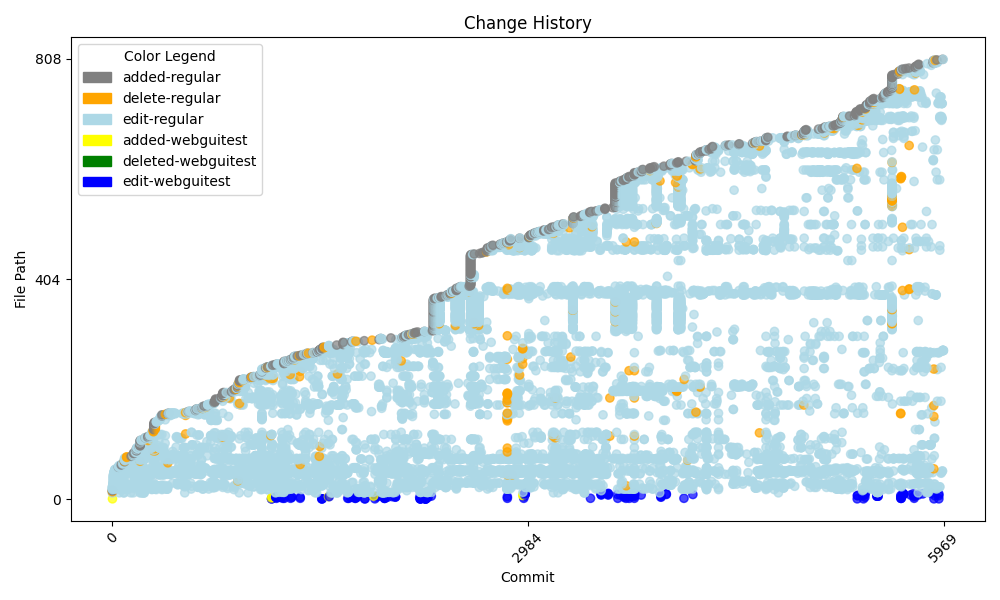 Change History
Color Legend
added-regular
delete-regular
edit-regular
added-webguitest
deleted-webguitest
edit-webguitest
File Path
808
404
0
0
2984
5969
Commit